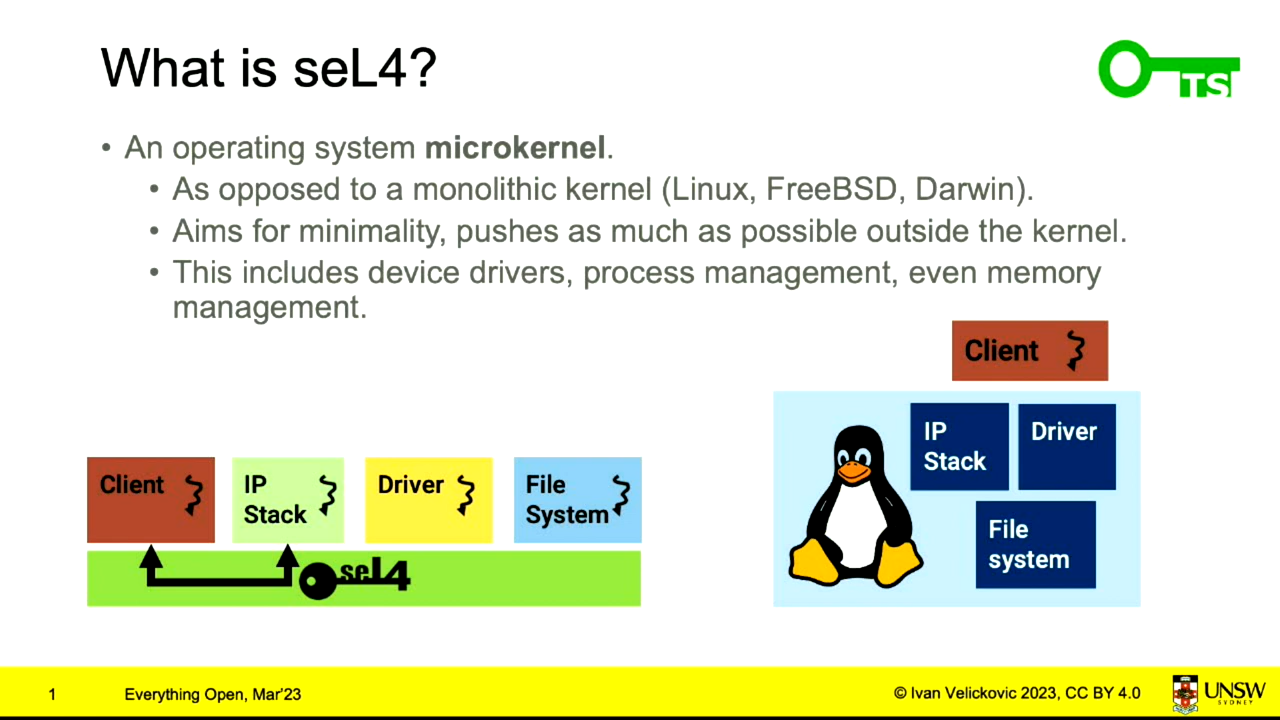 What is seL4?
TS
• An operating system microkernel.
• As opposed to a monolithic kernel (Linux, FreeBSD, Darwin).
• Aims for minimality, pushes as much as possible outside the kernel.
• This includes device drivers, process management, even memory
management.
Client
IP
Stack
Driver
File
system
Client
IP
Stack
Driver
File
System
seL4
1
Everything Open, Mar'23
© Ivan Velickovic 2023, CC BY 4.0
UNSW
SYDNEY